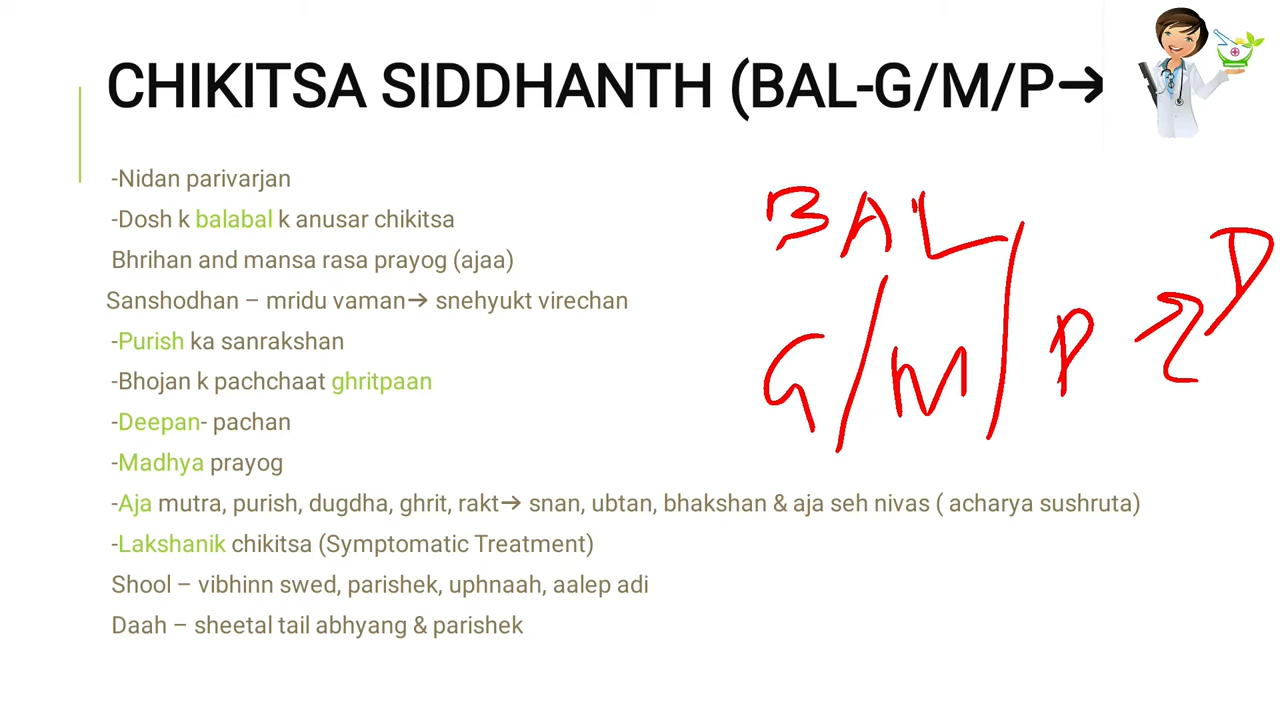 CHIKITSA SIDDHANTH (BAL-G/M/P→
-Nidan parivarjan
-Dosh k balabal k anusar chikitsa
Bhrihan and mansa rasa prayog (ajaa)
Sanshodhan – mridu vaman→ snehyukt virechan
-Purish ka sanrakshan
-Bhojan k pachchaat ghritpaan
-Deepan- pachan
-Madhya prayog
-Aja mutra, purish, dugdha, ghrit, rakt→ snan, ubtan, bhakshan & aja seh nivas ( acharya sushruta)
-Lakshanik chikitsa (Symptomatic Treatment)
Shool – vibhinn swed, parishek, uphnaah, aalep adi
Daah – sheetal tail abhyang & parishek
BAL
G/M/P → D